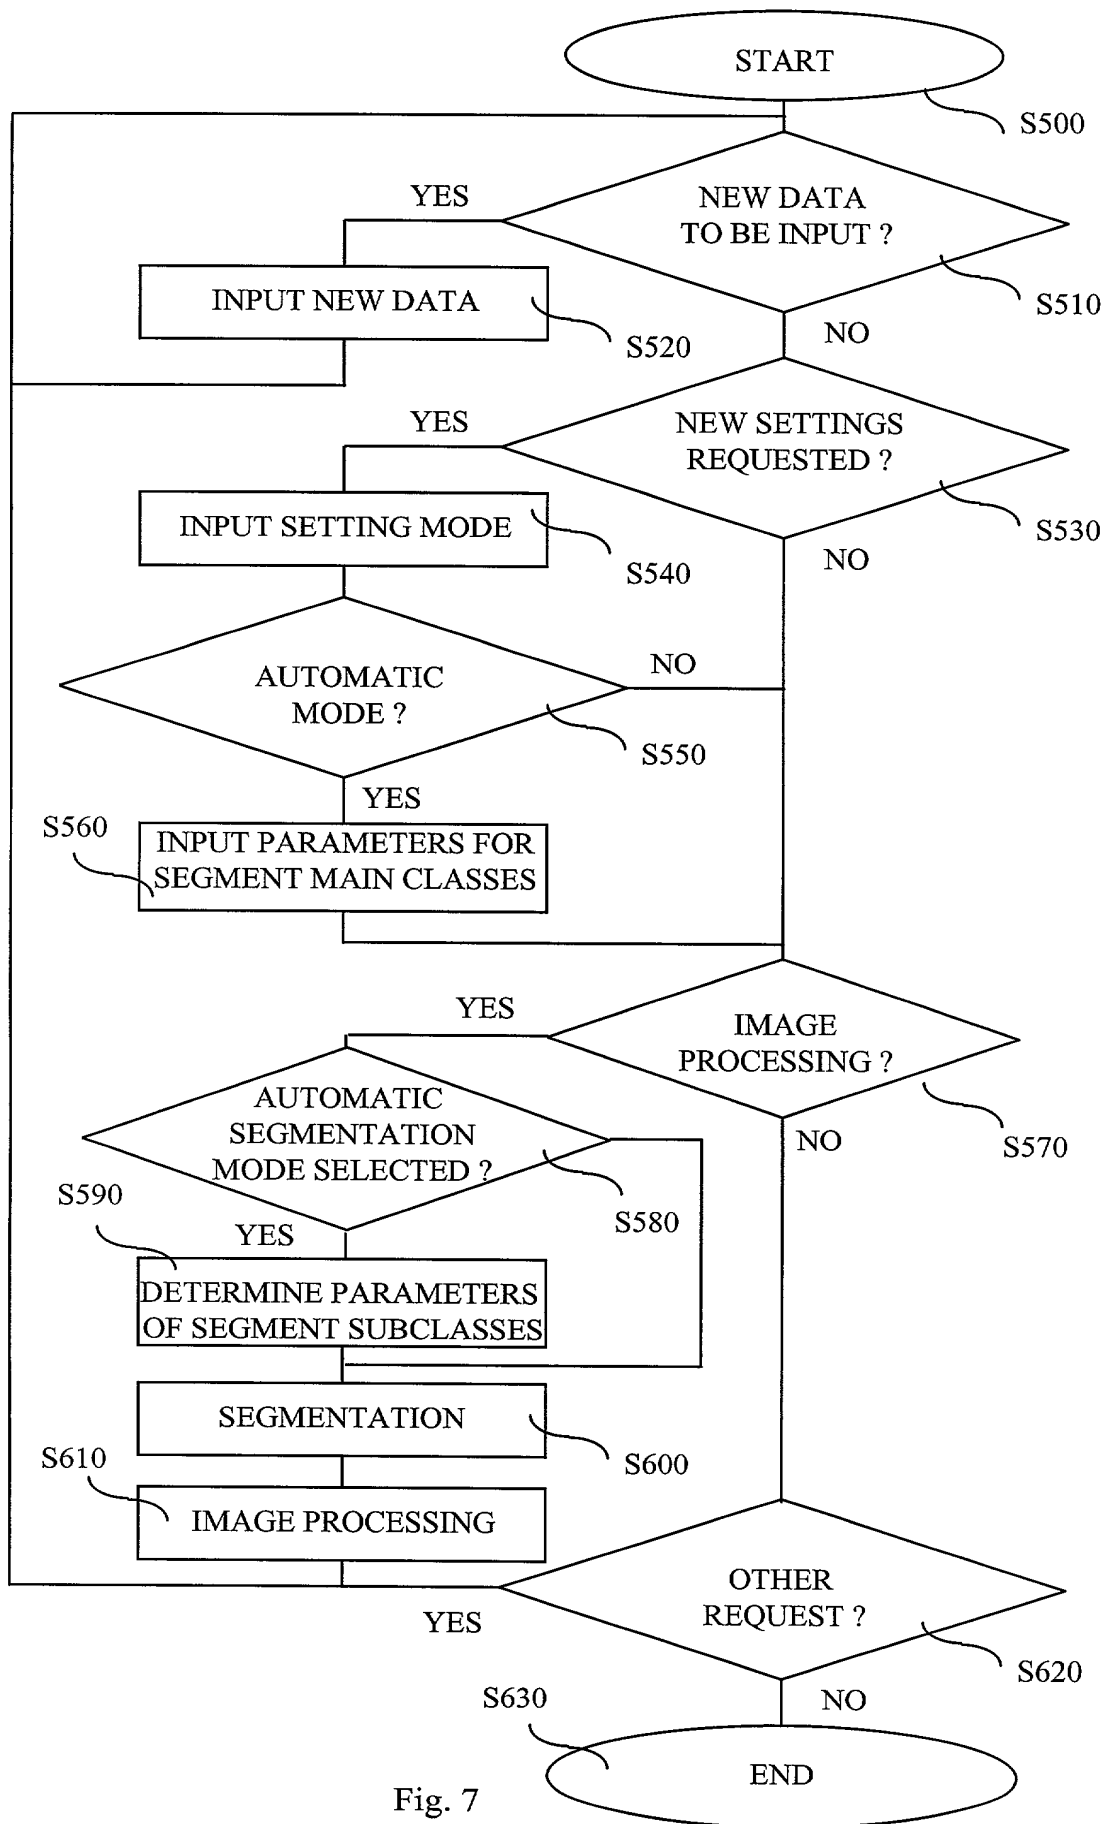 START
S500
YES
NEW DATA
TO BE INPUT ?
INPUT NEW DATA
S510
S520
NO
YES
NEW SETTINGS
REQUESTED ?
INPUT SETTING MODE
S530
S540
NO
AUTOMATIC
MODE ?
NO
S550
YES
S560
INPUT PARAMETERS FOR
SEGMENT MAIN CLASSES
YES
IMAGE
PROCESSING ?
S570
NO
AUTOMATIC
SEGMENTATION
MODE SELECTED ?
S580
S590
YES
DETERMINE PARAMETERS
OF SEGMENT SUBCLASSES
SEGMENTATION
S600
S610
IMAGE PROCESSING
OTHER
REQUEST ?
YES
S620
NO
S630
END
Fig. 7